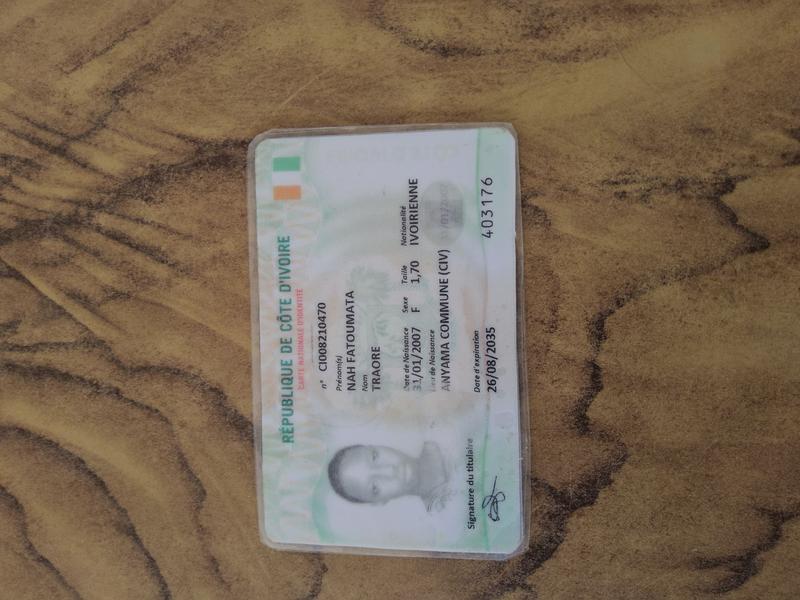 RÉPUBLIQUE DE CÔTE D'IVOIRE
CARTE NATIONALE D'IDENTITÉ
n° CI008210470
Prénom(s)
NAH FATOUMATA
Nom
TRAORE
Date de Naissance Sexe Taille Nationalité
31/01/2007 F 1,70 IVOIRIENNE
Lieu de Naissance
ANYAMA COMMUNE (CIV)
Signature du titulaire
Date d'expiration
26/08/2035
403176